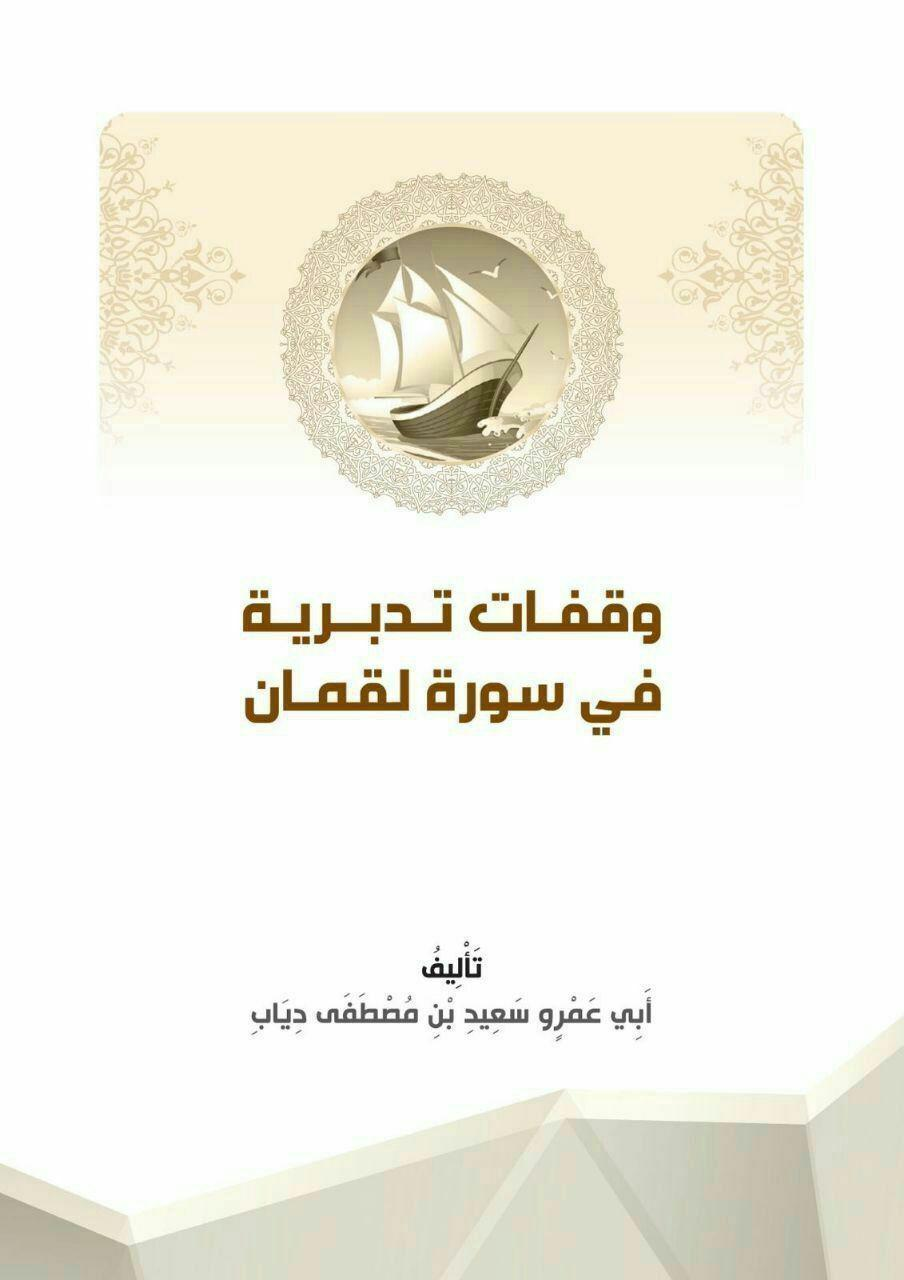 وقفات تدبرية
في سورة لقمان
تَأْلِيفُ
أَبِي عَمْرٍو سَعِيدِ بْنِ مُصْطَفَى دِيَابٍ